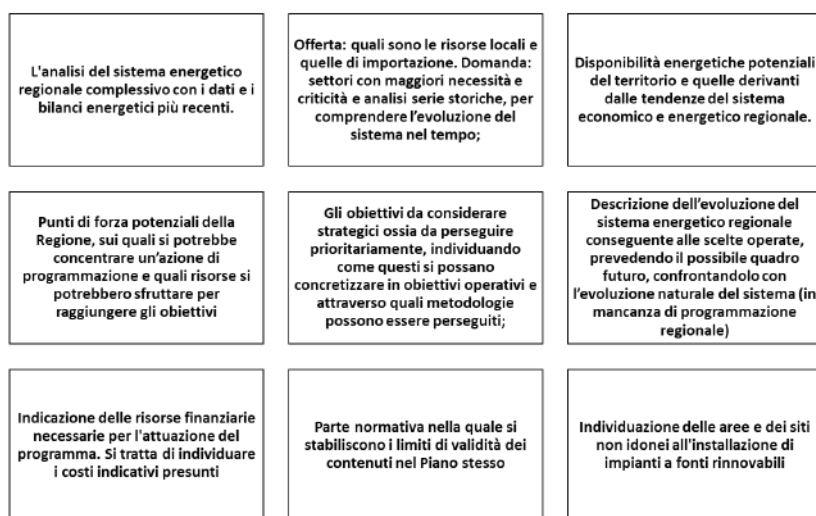 L'analisi del sistema energetico
regionale complessivo con i dati e i
bilanci energetici più recenti.
Offerta: quali sono le risorse locali e
quelle di importazione. Domanda:
settori con maggiori necessità e
criticità e analisi serie storiche, per
comprendere l’evoluzione del
sistema nel tempo;
Disponibilità energetiche potenziali
del territorio e quelle derivanti
dalle tendenze del sistema
economico e energetico regionale.
Punti di forza potenziali della
Regione, sui quali si potrebbe
concentrare un’azione di
programmazione e quali risorse si
potrebbero sfruttare per
raggiungere gli obiettivi
Gli obiettivi da considerare
strategici ossia da perseguire
prioritariamente, individuando
come questi si possano
concretizzare in obiettivi operativi e
attraverso quali metodologie
possono essere perseguiti;
Descrizione dell’evoluzione del
sistema energetico regionale
conseguente alle scelte operate,
prevedendo il possibile quadro
futuro, confrontandolo con
l’evoluzione naturale del sistema (in
mancanza di programmazione
regionale)
Indicazione delle risorse finanziarie
necessarie per l'attuazione del
programma. Si tratta di individuare
i costi indicativi presunti
Parte normativa nella quale si
stabiliscono i limiti di validità dei
contenuti nel Piano stesso
Individuazione delle aree e dei siti
non idonei all'installazione di
impianti a fonti rinnovabili